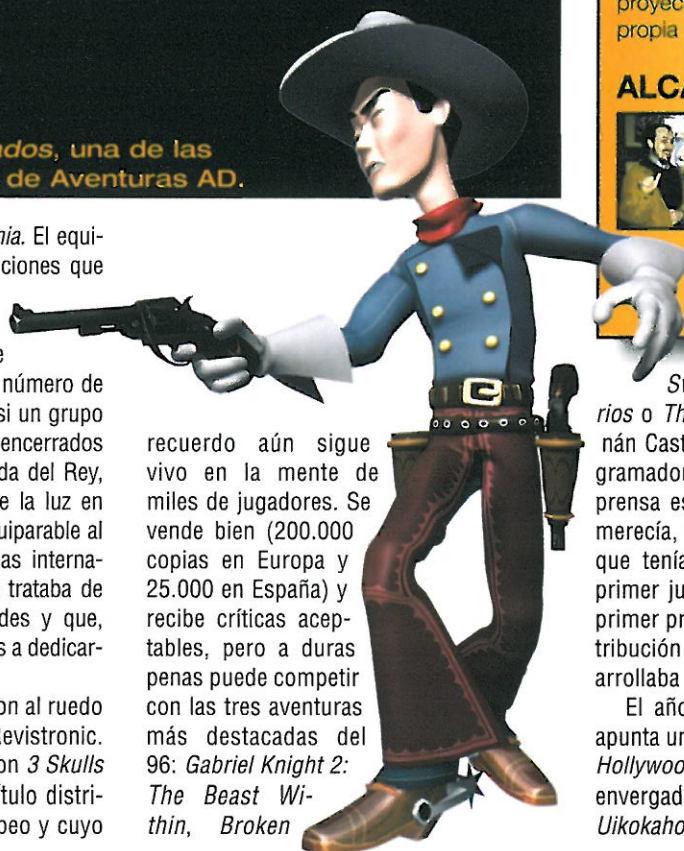 ados, una de las
de Aventuras AD.
nia. El equi-
ciones que
e
número de
si un grupo
encerrados
da del Rey,
e la luz en
uiparable al
as interna-
trataba de
des y que,
s a dedicar-
on al ruedo
Revistronic.
on 3 Skulls
ítulo distri-
peo y cuyo
recuerdo aún sigue
vivo en la mente de
miles de jugadores. Se
vende bien (200.000
copias en Europa y
25.000 en España) y
recibe críticas acep-
tables, pero a duras
penas puede competir
con las tres aventuras
más destacadas del
96: Gabriel Knight 2:
The Beast Wi-
thin, Broken
proyec
propia
ALCA
rios o Th
nán Cast
gramador
prensa es
merecía,
que tenía
primer ju
primer pr
tribución
arrollaba
El año
apunta un
Hollywoo
envergad
Uikokaho